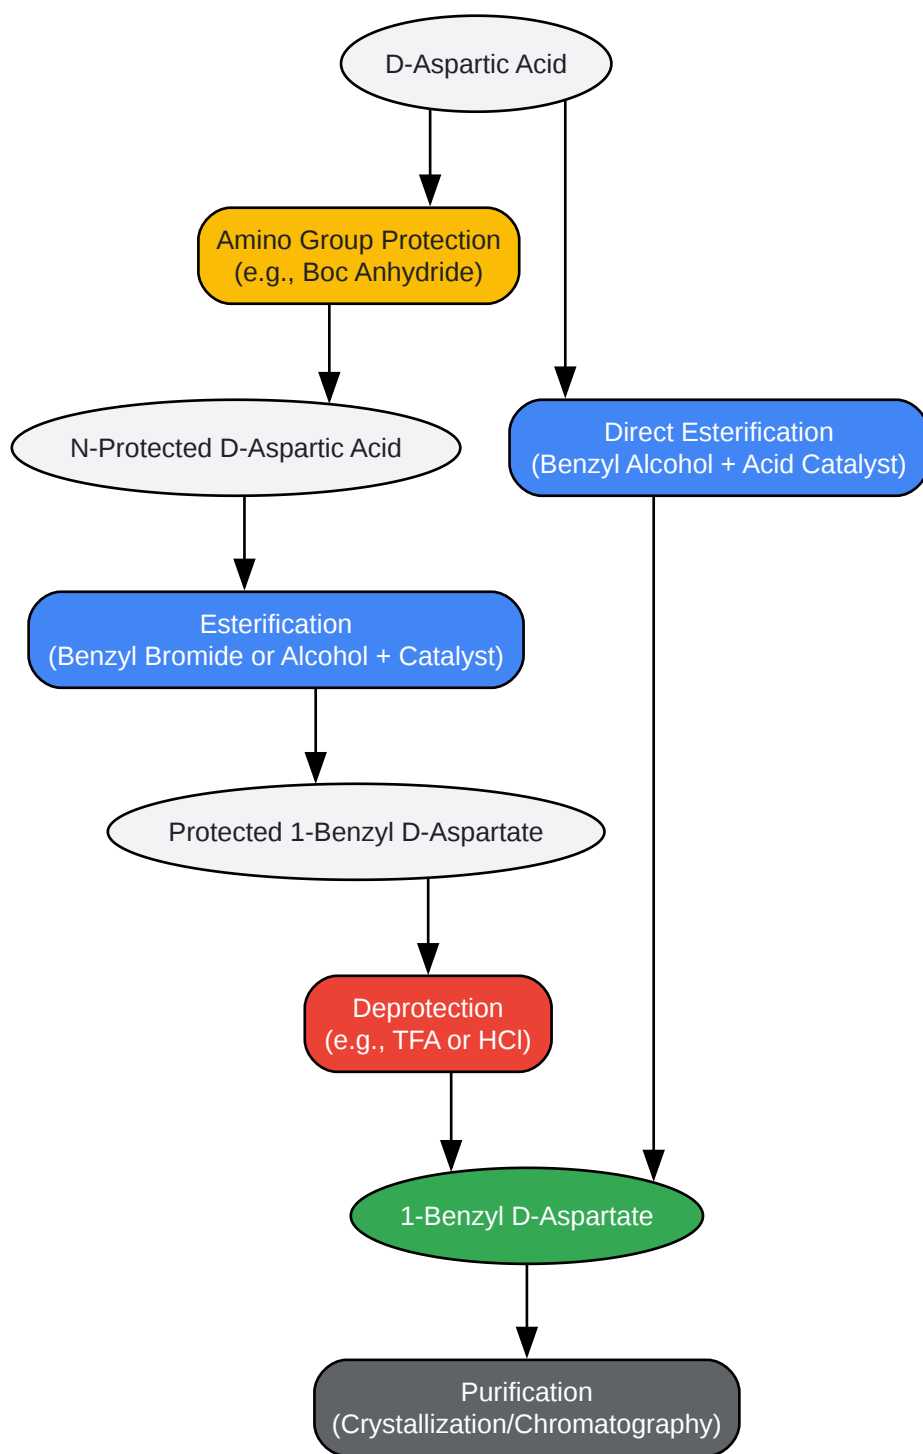 D-Aspartic Acid
Amino Group Protection
(e.g., Boc Anhydride)
N-Protected D-Aspartic Acid
Direct Esterification
(Benzyl Alcohol + Acid Catalyst)
Esterification
(Benzyl Bromide or Alcohol + Catalyst)
Protected 1-Benzyl D-Aspartate
Deprotection
(e.g., TFA or HCl)
1-Benzyl D-Aspartate
Purification
(Crystallization/Chromatography)